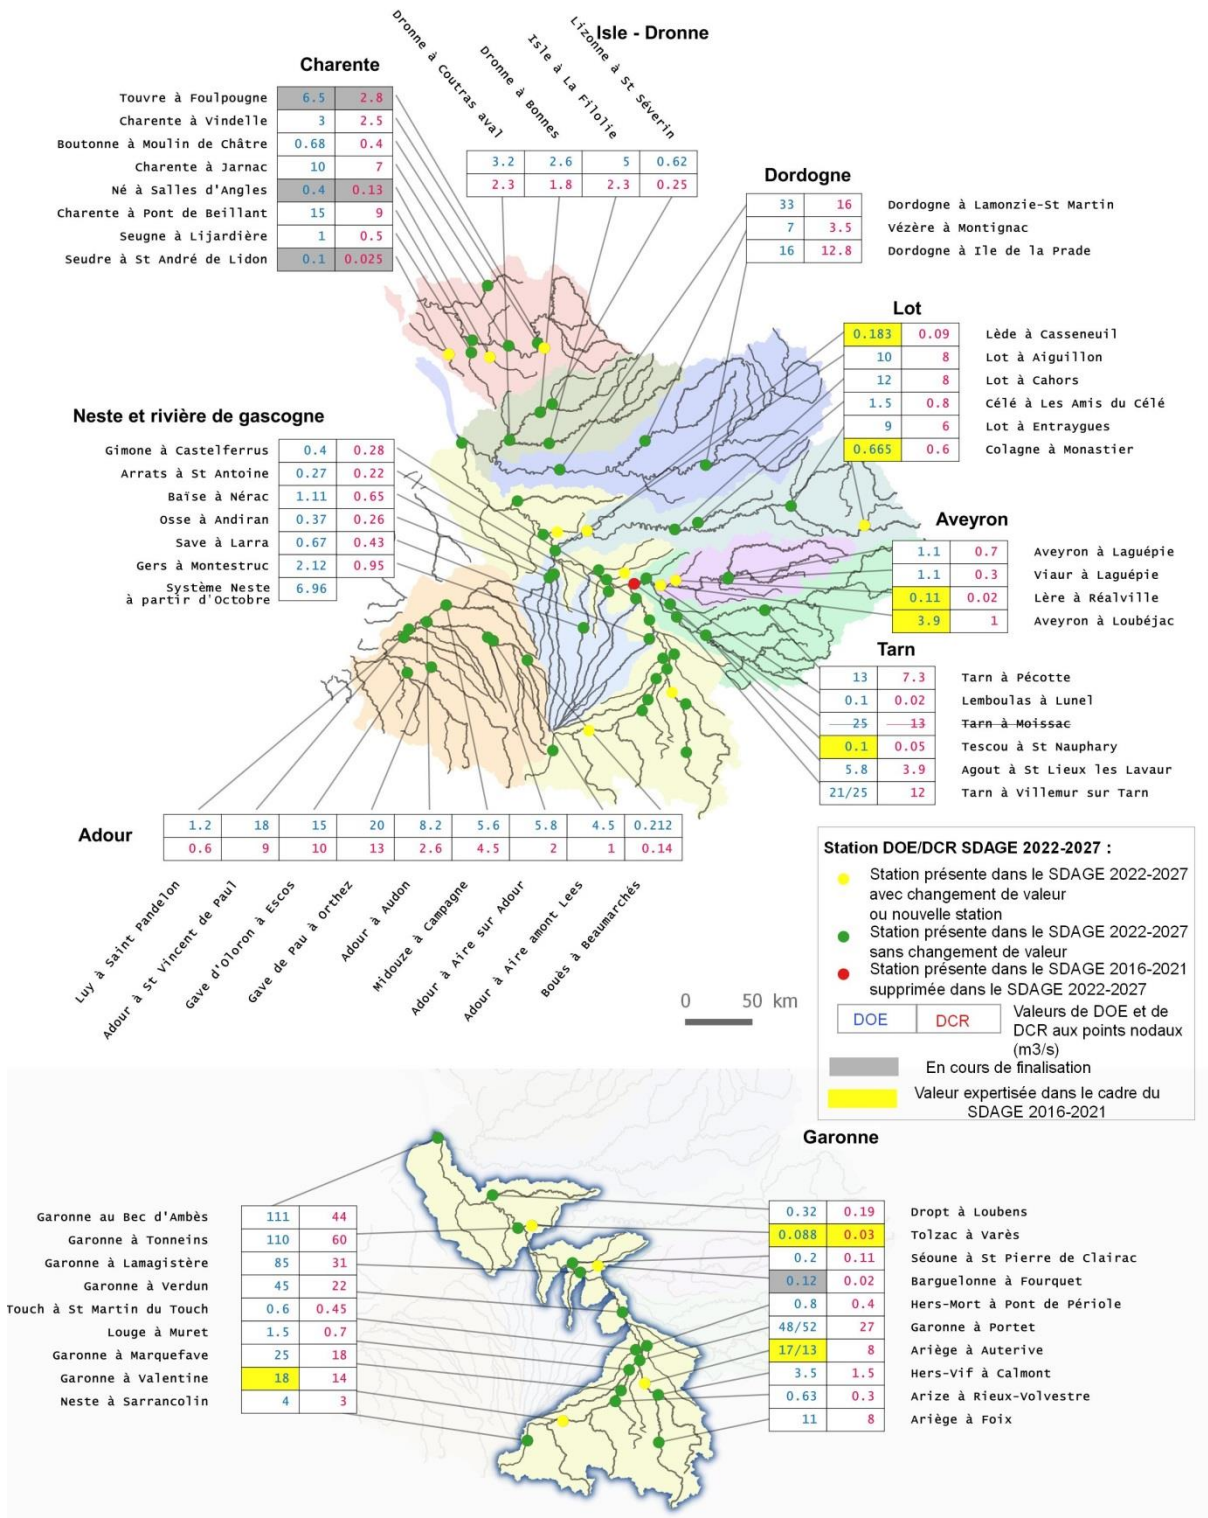 Isle - Dronne
Dronne à Coutras aval
Dronne à Bonnes
Isle à La Filolie
Lizonne à St Séverin
3.2 2.6 5 0.62
2.3 1.8 2.3 0.25
Charente
Touvre à Foulpougne 6.5 2.8
Charente à Vindelle 3 2.5
Boutonne à Moulin de Châtre 0.68 0.4
Charente à Jarnac 10 7
Né à Salles d'Angles 0.4 0.13
Charente à Pont de Beillant 15 9
Seugne à Lijardière 1 0.5
Seudre à St André de Lidon 0.1 0.025
Dordogne
33 16 Dordogne à Lamonzie-St Martin
7 3.5 Vézère à Montignac
16 12.8 Dordogne à Ile de la Prade
Lot
0.183 0.09 Lède à Casseneuil
10 8 Lot à Aiguillon
12 8 Lot à Cahors
1.5 0.8 Célé à Les Amis du Célé
9 6 Lot à Entraygues
0.665 0.6 Colagne à Monastier
Neste et rivière de gascogne
Gimone à Castelferrus 0.4 0.28
Arrats à St Antoine 0.27 0.22
Baïse à Nérac 1.11 0.65
Osse à Andiran 0.37 0.26
Save à Larra 0.67 0.43
Gers à Montestruc 2.12 0.95
Système Neste 6.96
à partir d'Octobre
Aveyron
1.1 0.7 Aveyron à Laguépie
1.1 0.3 Viaur à Laguépie
0.11 0.02 Lère à Réalville
3.9 1 Aveyron à Loubéjac
Tarn
13 7.3 Tarn à Pécotte
0.1 0.02 Lemboulas à Lunel
25 13 Tarn à Moissac
0.1 0.05 Tescou à St Nauphary
5.8 3.9 Agout à St Lieux les Lavaur
21/25 12 Tarn à Villemur sur Tarn
Adour
1.2 18 15 20 8.2 5.6 5.8 4.5 0.212
0.6 9 10 13 2.6 4.5 2 1 0.14
Luy à Saint Pandelon
Adour à St Vincent de Paul
Gave d'Oloron à Escos
Gave de Pau à Orthez
Adour à Audon
Midouze à Campagne
Adour à Aire sur Adour
Adour à Aire amont Lees
Bouès à Beaumarchés
0 50 km
Station DOE/DCR SDAGE 2022-2027 :
Station présente dans le SDAGE 2022-2027
avec changement de valeur
ou nouvelle station
Station présente dans le SDAGE 2022-2027
sans changement de valeur
Station présente dans le SDAGE 2016-2021
supprimée dans le SDAGE 2022-2027
DOE DCR Valeurs de DOE et de
DCR aux points nodaux
(m3/s)
En cours de finalisation
Valeur expertisée dans le cadre du
SDAGE 2016-2021
Garonne
Garonne au Bec d'Ambès 111 44
Garonne à Tonneins 110 60
Garonne à Lamagistère 85 31
Garonne à Verdun 45 22
Touch à St Martin du Touch 0.6 0.45
Louge à Muret 1.5 0.7
Garonne à Marquefave 25 18
Garonne à Valentine 18 14
Neste à Sarrancolin 4 3
0.32 0.19 Dropt à Loubens
0.088 0.03 Tolzac à Varès
0.2 0.11 Séoune à St Pierre de Clairac
0.12 0.02 Barguelonne à Fourquet
0.8 0.4 Hers-Mort à Pont de Périole
48/52 27 Garonne à Portet
17/13 8 Ariège à Auterive
3.5 1.5 Hers-Vif à Calmont
0.63 0.3 Arize à Rieux-Volvestre
11 8 Ariège à Foix